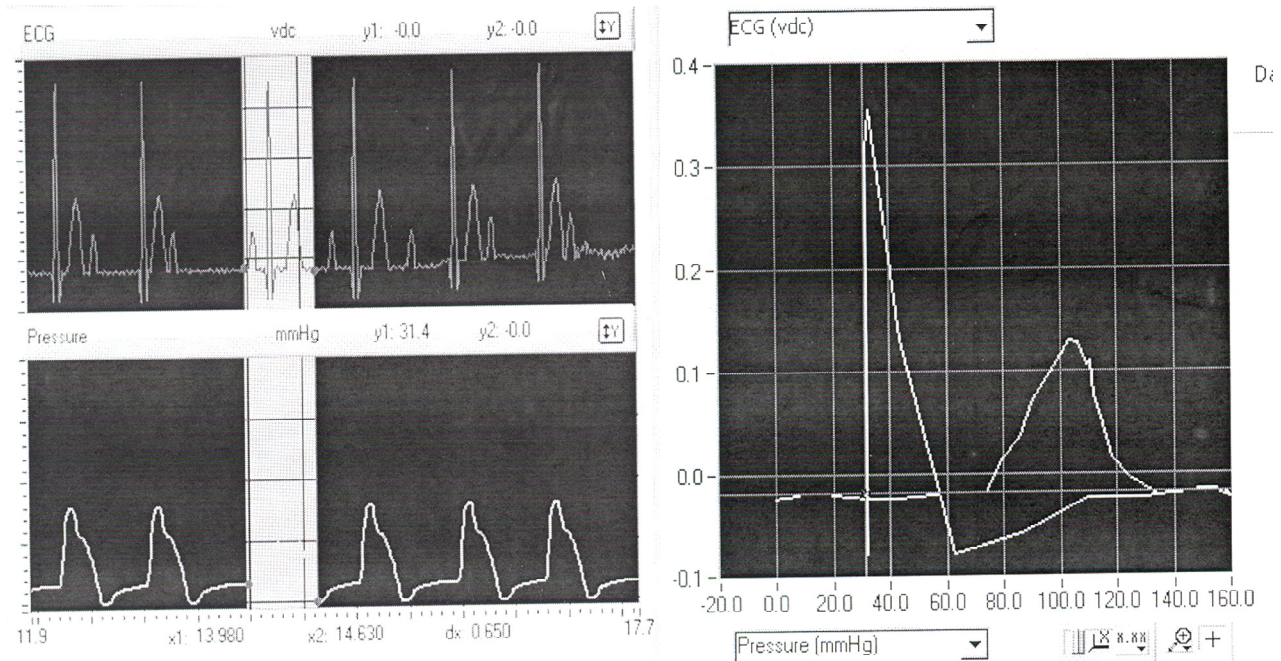 ECG vdc y1: -0.0 y2: -0.0 Y
Pressure mmHg y1: 31.4 y2: -0.0 Y
11.9 x1: 13.980 x2: 14.630 dx: 0.650 17.7
ECG (vdc)
Da
0.4
0.3
0.2
0.1
0.0
-0.1
-20.0 0.0 20.0 40.0 60.0 80.0 100.0 120.0 140.0 160.0
Pressure (mmHg) X 8.88